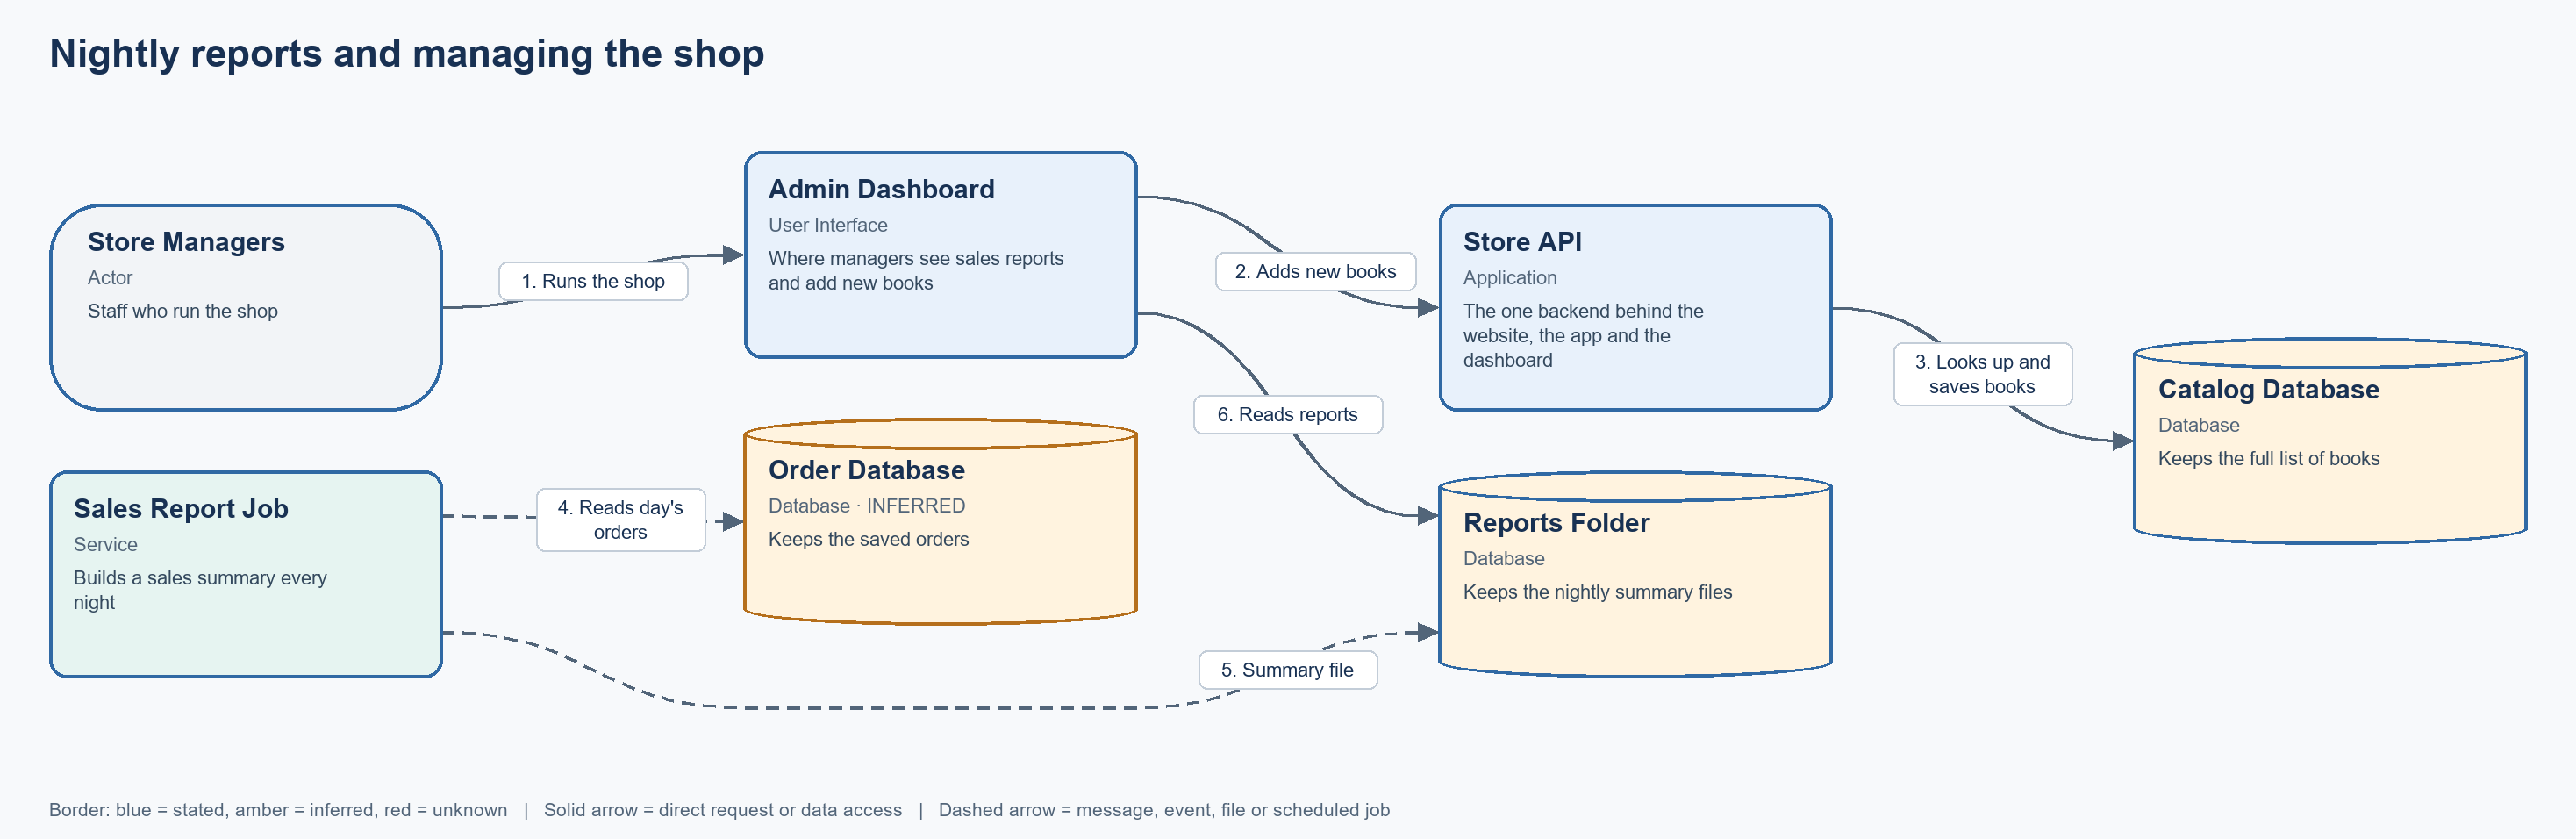 Nightly reports and managing the shop
Store Managers
Actor
Staff who run the shop
1. Runs the shop
Admin Dashboard
User Interface
Where managers see sales reports
and add new books
2. Adds new books
Store API
Application
The one backend behind the
website, the app and the
dashboard
3. Looks up and
saves books
Catalog Database
Database
Keeps the full list of books
6. Reads reports
Sales Report Job
Service
Builds a sales summary every
night
4. Reads day's
orders
Order Database
Database · INFERRED
Keeps the saved orders
Reports Folder
Database
Keeps the nightly summary files
5. Summary file
Border: blue = stated, amber = inferred, red = unknown | Solid arrow = direct request or data access | Dashed arrow = message, event, file or scheduled job